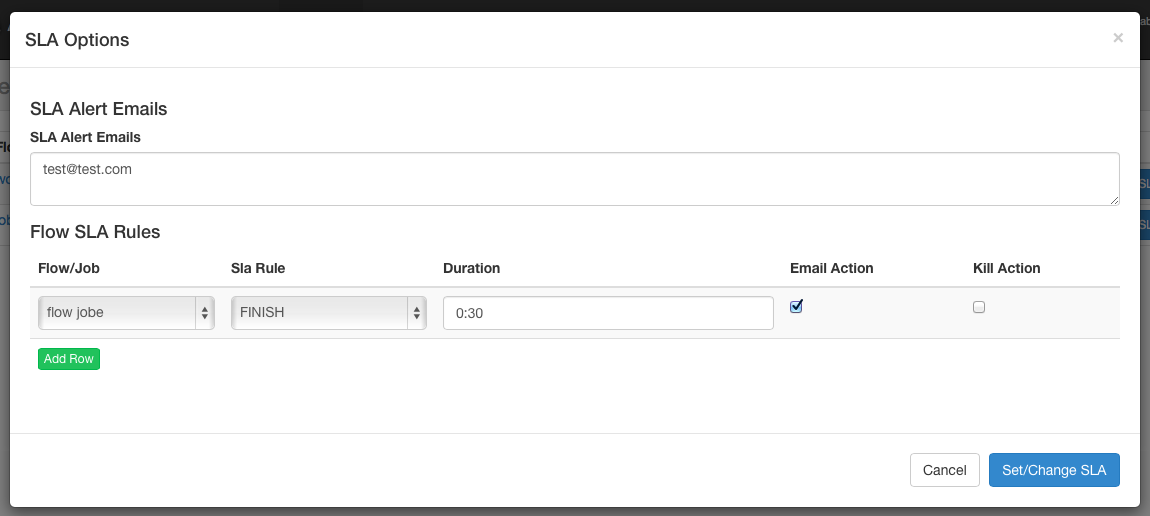 SLA Options
×
SLA Alert Emails
SLA Alert Emails
test@test.com
Flow SLA Rules
Flow/Job Sla Rule Duration Email Action Kill Action
flow jobe FINISH 0:30
Add Row
Cancel Set/Change SLA